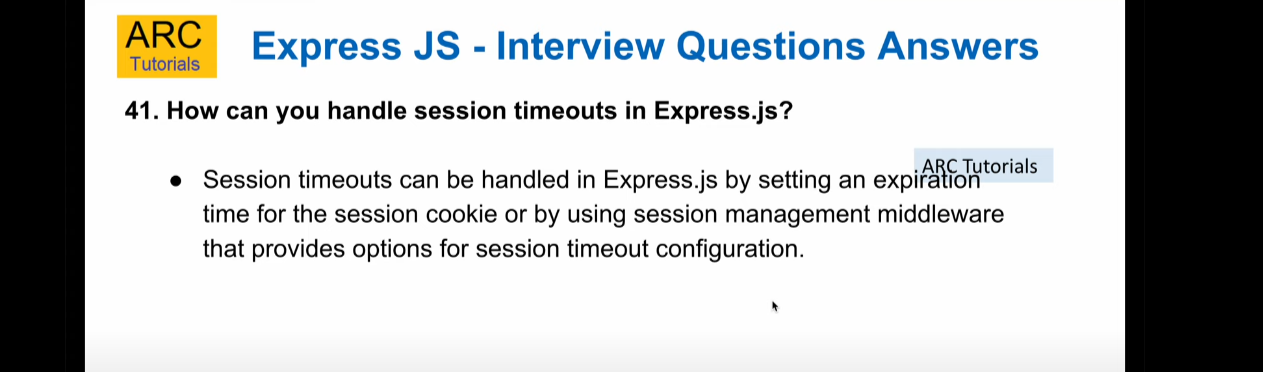 ARC
Tutorials
Express JS - Interview Questions Answers
41. How can you handle session timeouts in Express.js?
ARC Tutorials
● Session timeouts can be handled in Express.js by setting an expiration
time for the session cookie or by using session management middleware
that provides options for session timeout configuration.